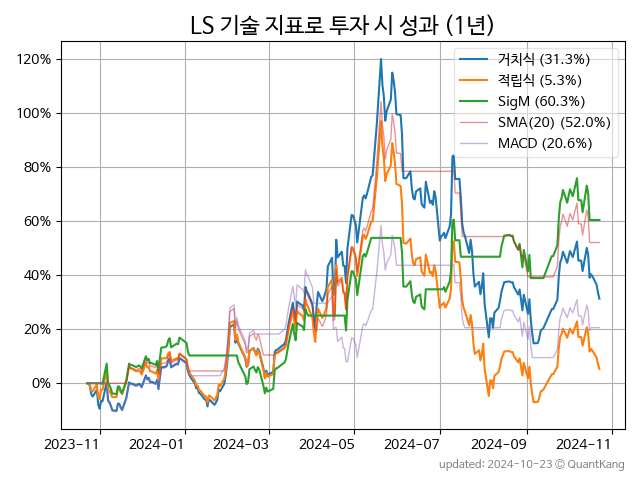 LS 기술 지표로 투자 시 성과 (1년)
거치식 (31.3%)
적립식 (5.3%)
SigM (60.3%)
SMA(20) (52.0%)
MACD (20.6%)
120%
100%
80%
60%
40%
20%
0%
2023-11 2024-01 2024-03 2024-05 2024-07 2024-09 2024-11
updated: 2024-10-23 © QuantKang